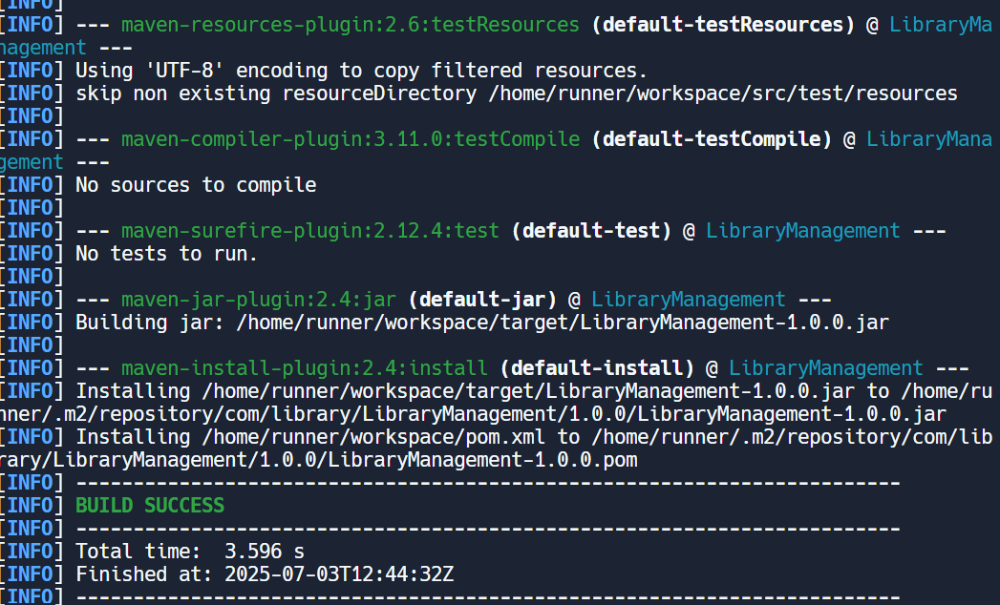 [INFO]
[INFO] --- maven-resources-plugin:2.6:testResources (default-testResources) @ LibraryMa
nagement ---
[INFO] Using 'UTF-8' encoding to copy filtered resources.
[INFO] skip non existing resourceDirectory /home/runner/workspace/src/test/resources
[INFO]
[INFO] --- maven-compiler-plugin:3.11.0:testCompile (default-testCompile) @ LibraryMana
gement ---
[INFO] No sources to compile
[INFO]
[INFO] --- maven-surefire-plugin:2.12.4:test (default-test) @ LibraryManagement ---
[INFO] No tests to run.
[INFO]
[INFO] --- maven-jar-plugin:2.4:jar (default-jar) @ LibraryManagement ---
[INFO] Building jar: /home/runner/workspace/target/LibraryManagement-1.0.0.jar
[INFO]
[INFO] --- maven-install-plugin:2.4:install (default-install) @ LibraryManagement ---
[INFO] Installing /home/runner/workspace/target/LibraryManagement-1.0.0.jar to /home/ru
nner/.m2/repository/com/library/LibraryManagement/1.0.0/LibraryManagement-1.0.0.jar
[INFO] Installing /home/runner/workspace/pom.xml to /home/runner/.m2/repository/com/lib
rary/LibraryManagement/1.0.0/LibraryManagement-1.0.0.pom
[INFO] ------------------------------------------------------------------------
[INFO] BUILD SUCCESS
[INFO] ------------------------------------------------------------------------
[INFO] Total time:  3.596 s
[INFO] Finished at: 2025-07-03T12:44:32Z
[INFO] ------------------------------------------------------------------------